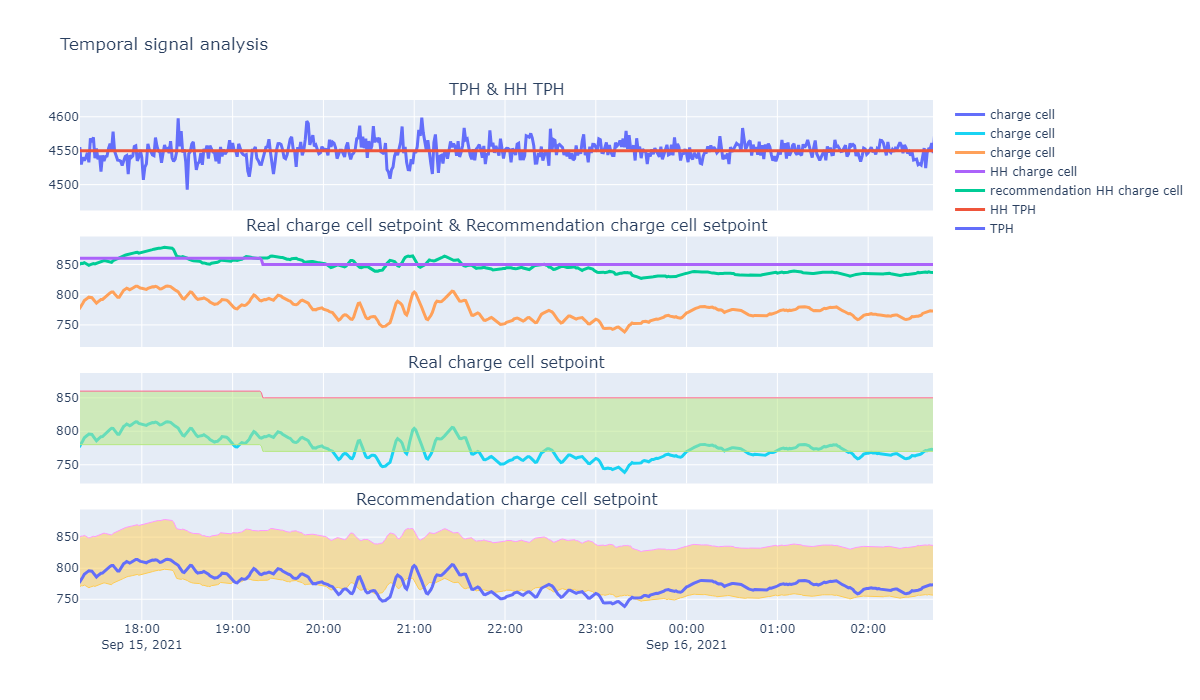 Temporal signal analysis
TPH & HH TPH
4600
4550
4500
charge cell
charge cell
charge cell
HH charge cell
recommendation HH charge cell
HH TPH
TPH
Real charge cell setpoint & Recommendation charge cell setpoint
850
800
750
Real charge cell setpoint
850
800
750
Recommendation charge cell setpoint
850
800
750
18:00 19:00 20:00 21:00 22:00 23:00 00:00 01:00 02:00
Sep 15, 2021 Sep 16, 2021